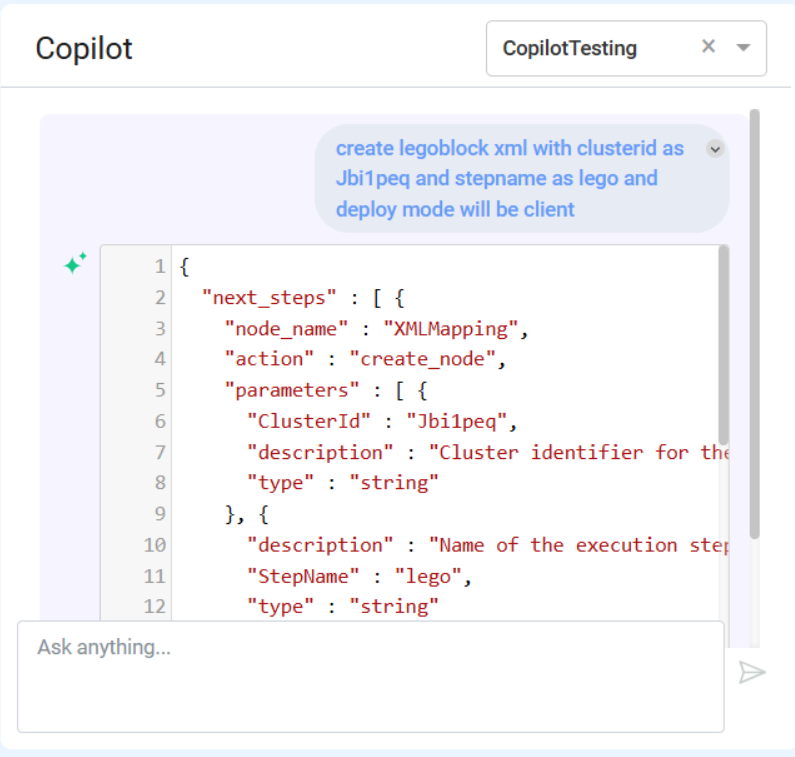 Copilot
CopilotTesting
create legoblock xml with clusterid as
Jbi1peq and stepname as lego and
deploy mode will be client
1 {
2 "next_steps" : [ {
3 "node_name" : "XMLMapping",
4 "action" : "create_node",
5 "parameters" : [ {
6 "ClusterId" : "Jbi1peq",
7 "description" : "Cluster identifier for the
8 "type" : "string"
9 }, {
10 "description" : "Name of the execution step
11 "StepName" : "lego",
12 "type" : "string"
Ask anything...